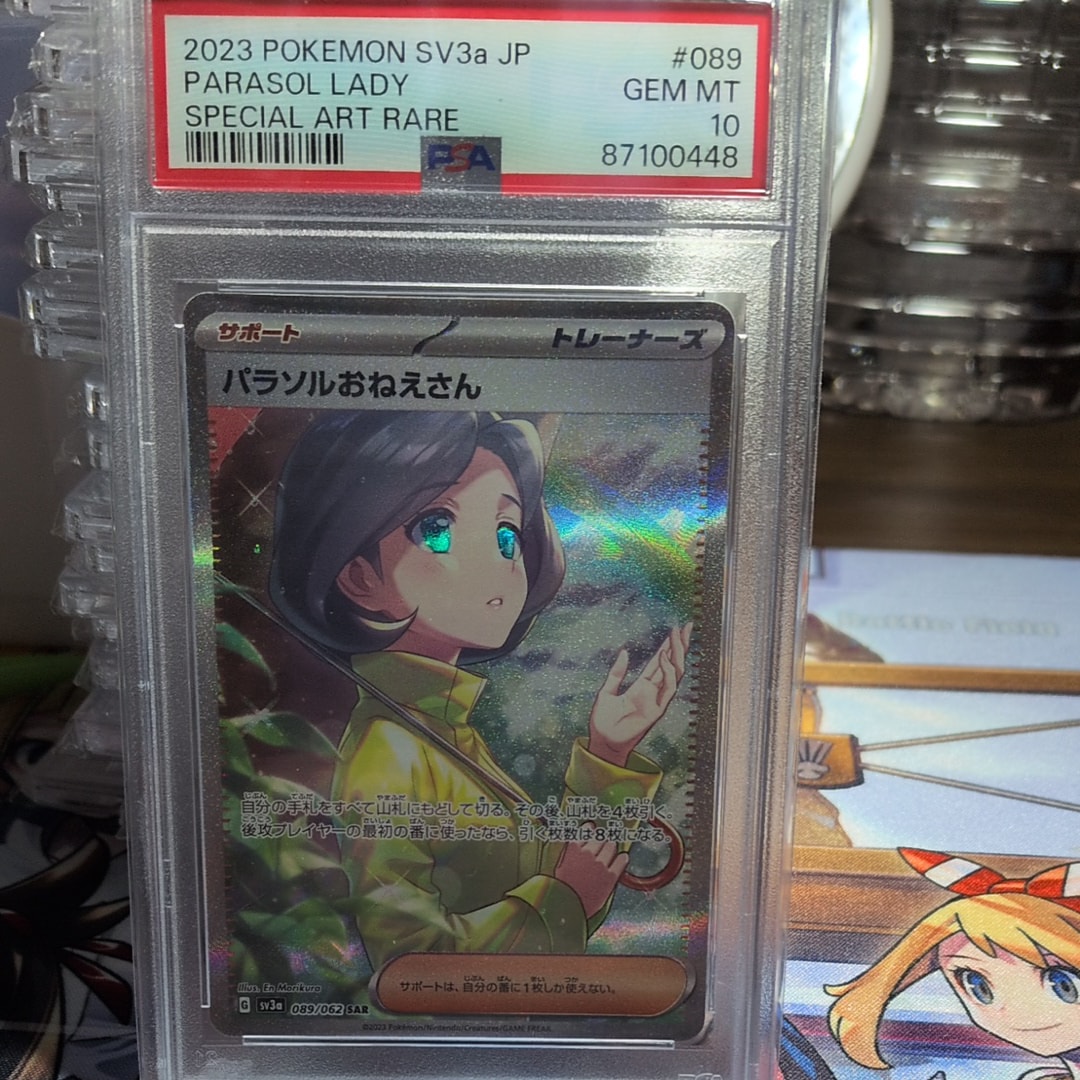 2023 POKEMON SV3a JP #089
PARASOL LADY GEM MT
SPECIAL ART RARE 10
PSA 87100448
サポート トレーナーズ
パラソルおねえさん
自分の手札をすべて山札にもどして切る。その後、山札を4枚引く。
後攻プレイヤーの最初の番に使ったなら、引く枚数は8枚になる。
サポートは、自分の番に1枚しか使えない。
Illus. En Morikura
G SV3a 089/062 SAR
©2023 Pokémon/Nintendo/Creatures/GAME FREAK